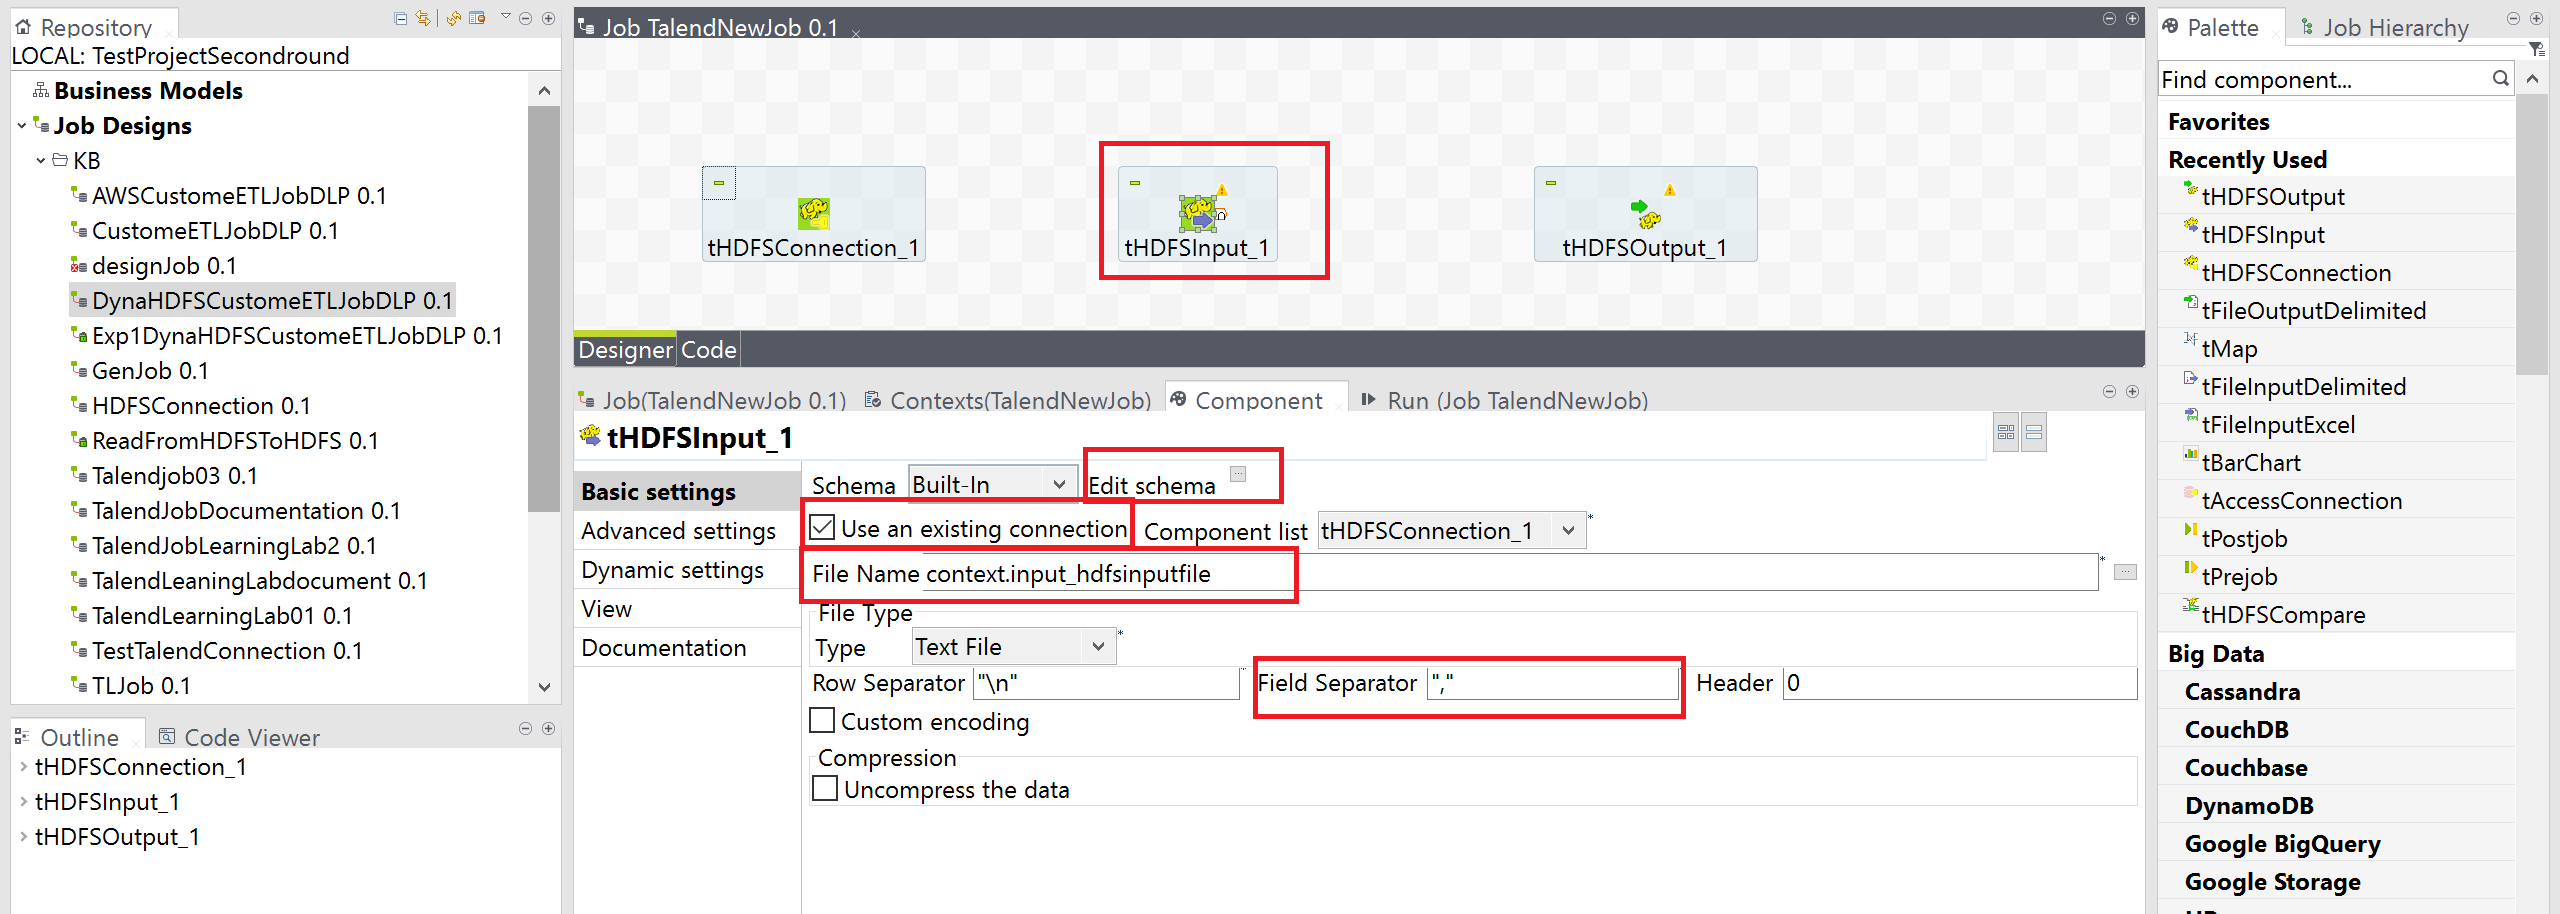 Repository
LOCAL: TestProjectSecondround
Business Models
Job Designs
KB
AWSCustomeETLJobDLP 0.1
CustomeETLJobDLP 0.1
designJob 0.1
DynaHDFSCustomeETLJobDLP 0.1
Exp1DynaHDFSCustomeETLJobDLP 0.1
GenJob 0.1
HDFSConnection 0.1
ReadFromHDFSToHDFS 0.1
Talendjob03 0.1
TalendJobDocumentation 0.1
TalendJobLearningLab2 0.1
TalendLeaningLabdocument 0.1
TalendLearningLab01 0.1
TestTalendConnection 0.1
TLJob 0.1
Outline Code Viewer
tHDFSConnection_1
tHDFSInput_1
tHDFSOutput_1
Job TalendNewJob 0.1
tHDFSConnection_1
tHDFSInput_1
tHDFSOutput_1
Designer Code
Job(TalendNewJob 0.1) Contexts(TalendNewJob) Component Run (Job TalendNewJob)
tHDFSInput_1
Basic settings
Advanced settings
Dynamic settings
View
Documentation
Schema Built-In Edit schema ...
Use an existing connection Component list tHDFSConnection_1 *
File Name context.input_hdfsinputfile * ...
File Type
Type Text File *
Row Separator "\n" * Field Separator "," Header 0
Custom encoding
Compression
Uncompress the data
Palette Job Hierarchy
Find component...
Favorites
Recently Used
tHDFSOutput
tHDFSInput
tHDFSConnection
tFileOutputDelimited
tMap
tFileInputDelimited
tFileInputExcel
tBarChart
tAccessConnection
tPostjob
tPrejob
tHDFSCompare
Big Data
Cassandra
CouchDB
Couchbase
DynamoDB
Google BigQuery
Google Storage